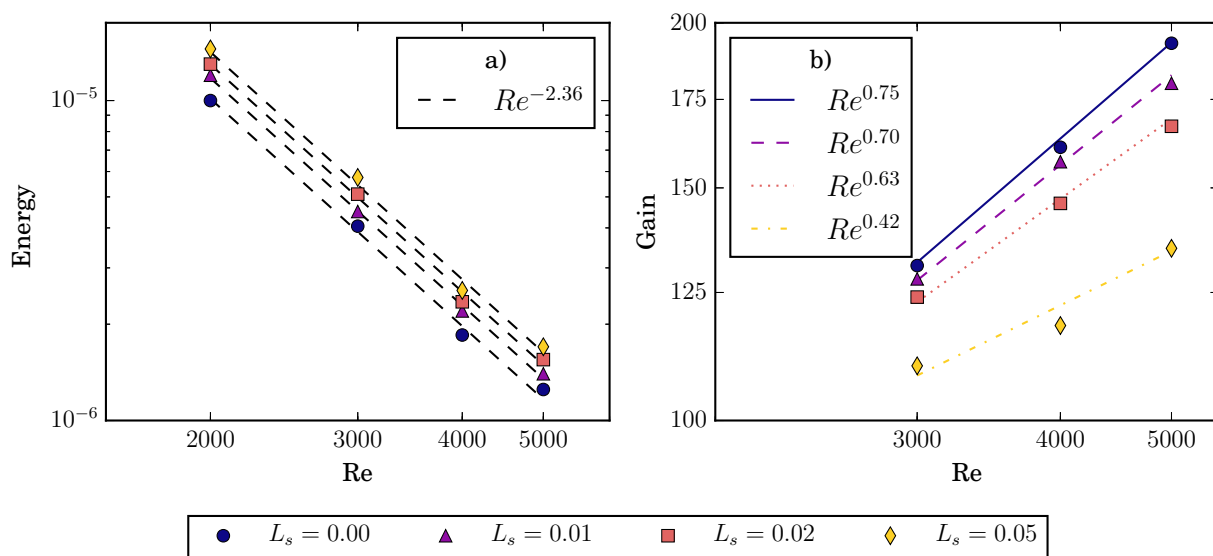 a)
Re^{-2.36}
10^{-5}
10^{-6}
Energy
2000 3000 4000 5000
Re
b)
Re^{0.75}
Re^{0.70}
Re^{0.63}
Re^{0.42}
200
175
150
125
100
Gain
3000 4000 5000
Re
L_s = 0.00 L_s = 0.01 L_s = 0.02 L_s = 0.05